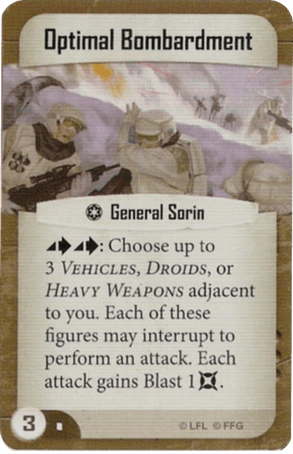 Optimal Bombardment
General Sorin
: Choose up to
3 VEHICLES, DROIDS, or
HEAVY WEAPONS adjacent
to you. Each of these
figures may interrupt to
perform an attack. Each
attack gains Blast 1 .
3
© LFL © FFG